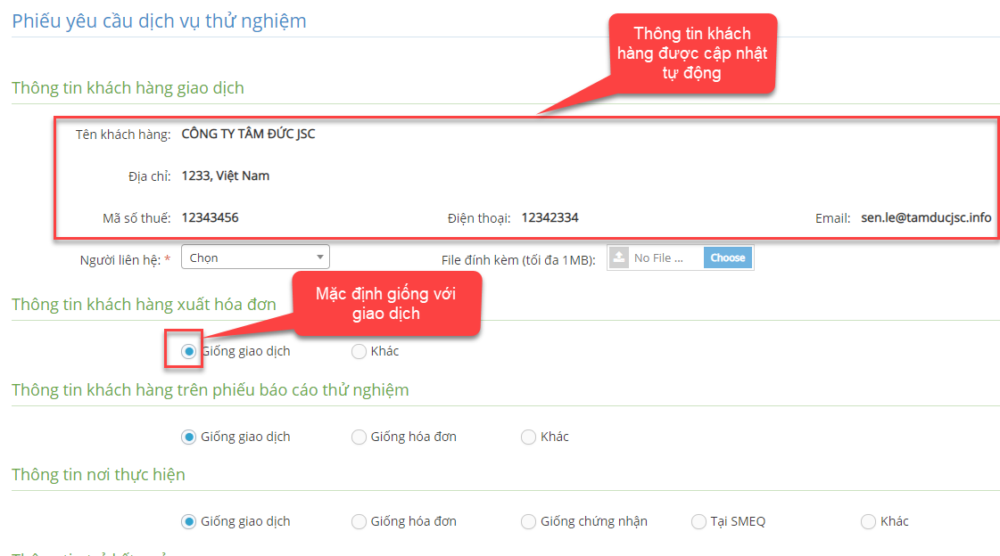 Phiếu yêu cầu dịch vụ thử nghiệm
Thông tin khách
hàng được cập nhật
tự động
Thông tin khách hàng giao dịch
Tên khách hàng: CÔNG TY TÂM ĐỨC JSC
Địa chỉ: 1233, Việt Nam
Mã số thuế: 12343456 Điện thoại: 12342334 Email: sen.le@tamducjsc.info
Người liên hệ: * Chọn File đính kèm (tối đa 1MB): No File ... Choose
Mặc định giống với
giao dịch
Thông tin khách hàng xuất hóa đơn
Giống giao dịch Khác
Thông tin khách hàng trên phiếu báo cáo thử nghiệm
Giống giao dịch Giống hóa đơn Khác
Thông tin nơi thực hiện
Giống giao dịch Giống hóa đơn Giống chứng nhận Tại SMEQ Khác